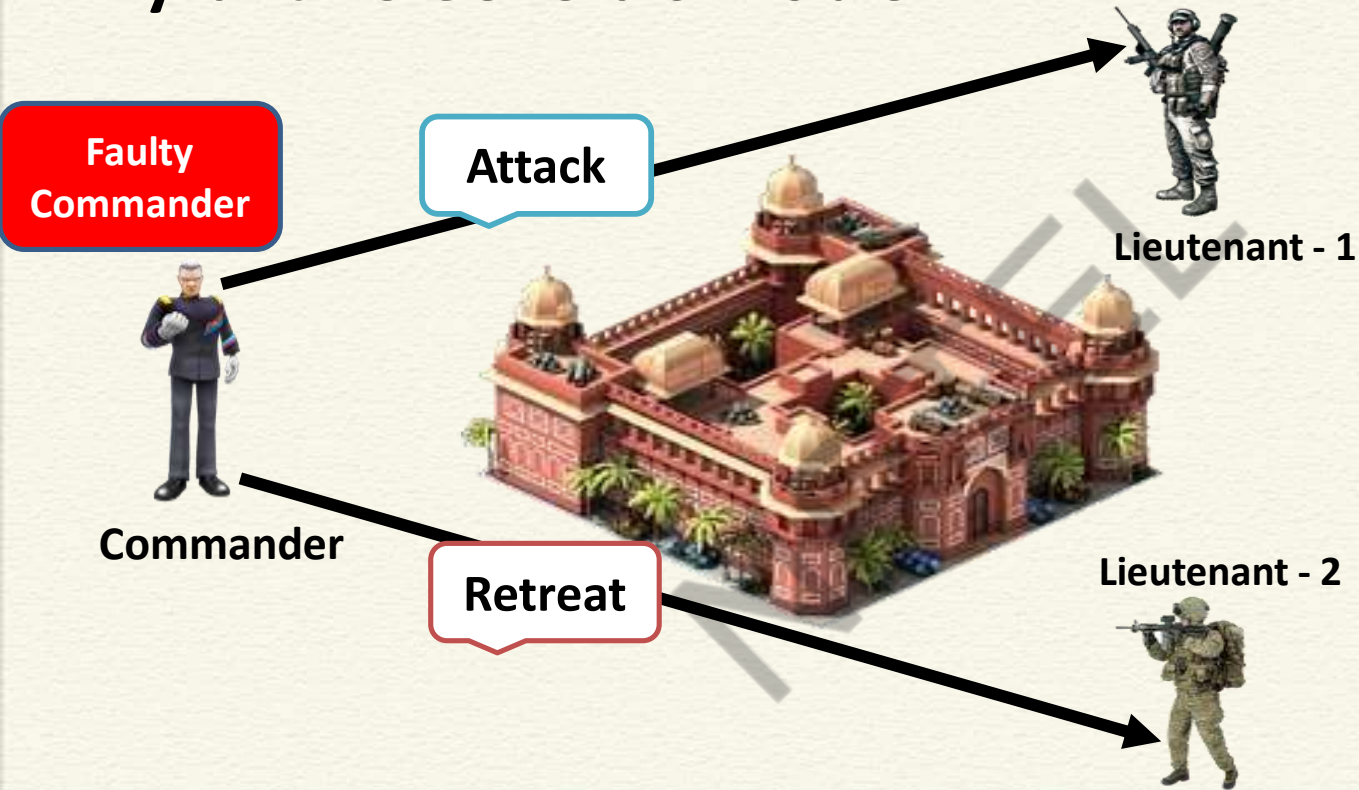 Faulty
Commander
Attack
Lieutenant - 1
Commander
Retreat
Lieutenant - 2